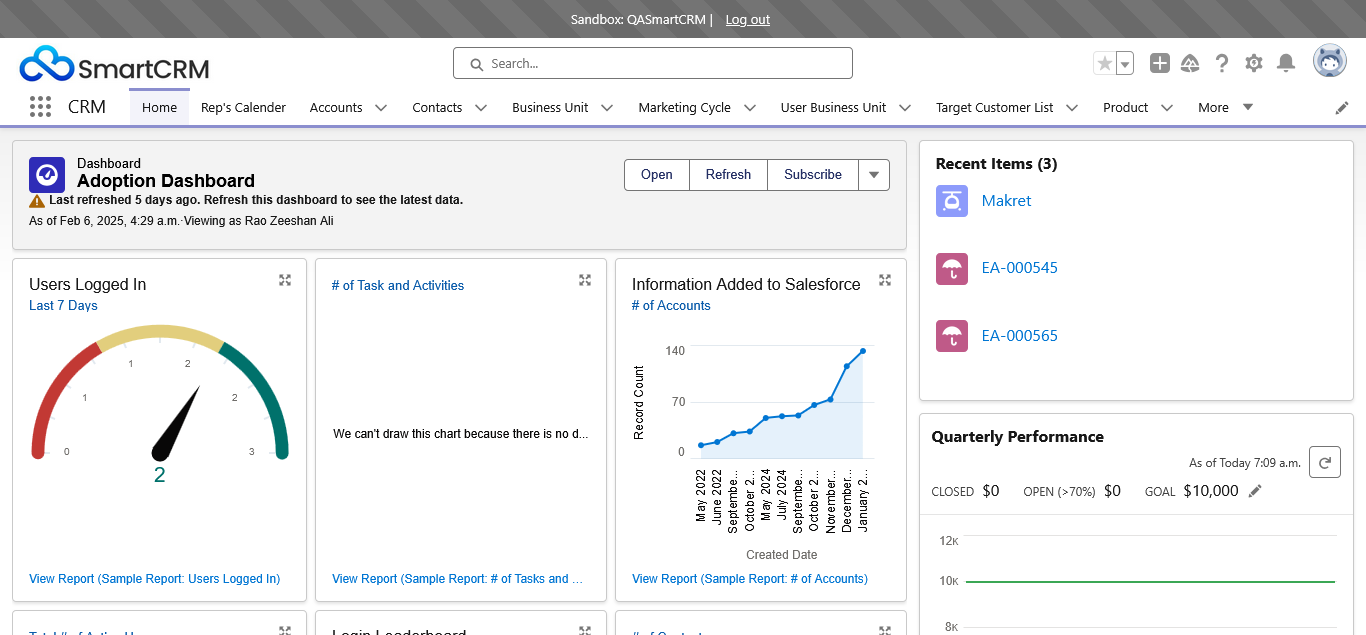 Sandbox: QASmartCRM | Log out
SmartCRM
Search...
CRM
Home
Rep's Calender
Accounts
Contacts
Business Unit
Marketing Cycle
User Business Unit
Target Customer List
Product
More
Dashboard
Adoption Dashboard
Last refreshed 5 days ago. Refresh this dashboard to see the latest data.
As of Feb 6, 2025, 4:29 a.m.·Viewing as Rao Zeeshan Ali
Open
Refresh
Subscribe
Users Logged In
Last 7 Days
0
1
1
2
2
3
2
View Report (Sample Report: Users Logged In)
# of Task and Activities
We can't draw this chart because there is no d...
View Report (Sample Report: # of Tasks and ...
Information Added to Salesforce
# of Accounts
Record Count
140
70
0
May 2022
June 2022
Septembe...
October 2...
May 2024
July 2024
Septembe...
October 2...
November...
December...
January 2...
Created Date
View Report (Sample Report: # of Accounts)
Login Leaderboard
Recent Items (3)
Makret
EA-000545
EA-000565
Quarterly Performance
As of Today 7:09 a.m.
CLOSED $0 OPEN (>70%) $0 GOAL $10,000
12K
10K
8K